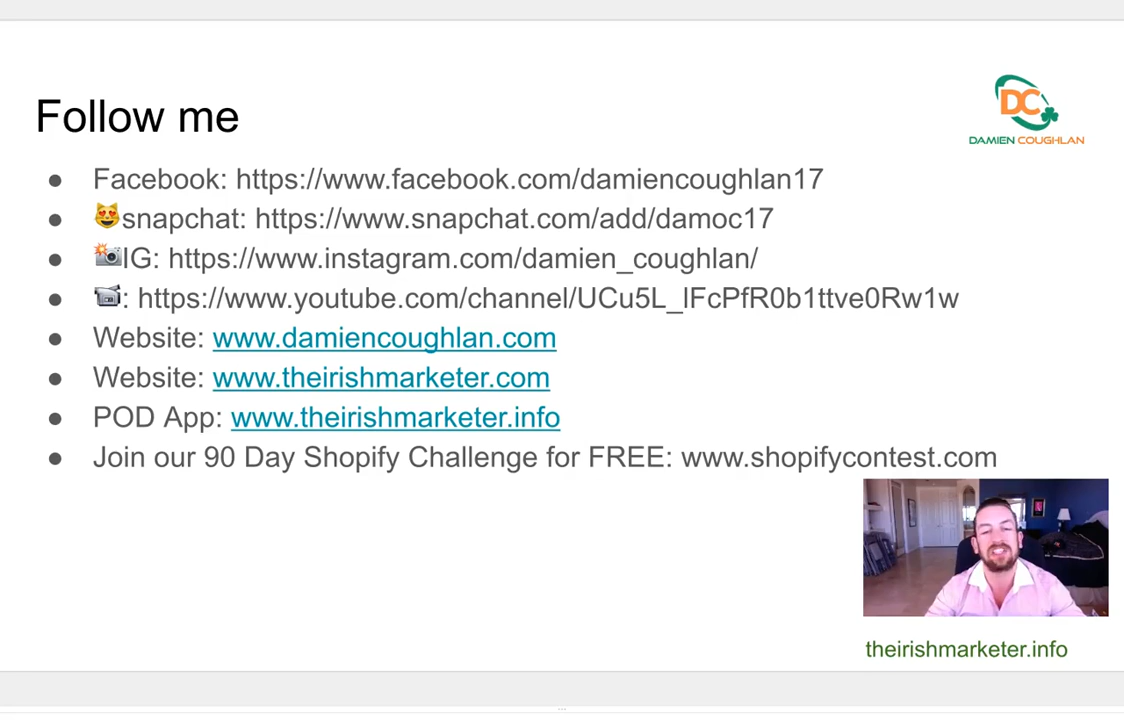 DC
DAMIEN COUGHLAN
Follow me
● Facebook: https://www.facebook.com/damiencoughlan17
● 😻snapchat: https://www.snapchat.com/add/damoc17
● 📸IG: https://www.instagram.com/damien_coughlan/
● 📹: https://www.youtube.com/channel/UCu5L_lFcPfR0b1ttve0Rw1w
● Website: www.damiencoughlan.com
● Website: www.theirishmarketer.com
● POD App: www.theirishmarketer.info
● Join our 90 Day Shopify Challenge for FREE: www.shopifycontest.com
theirishmarketer.info